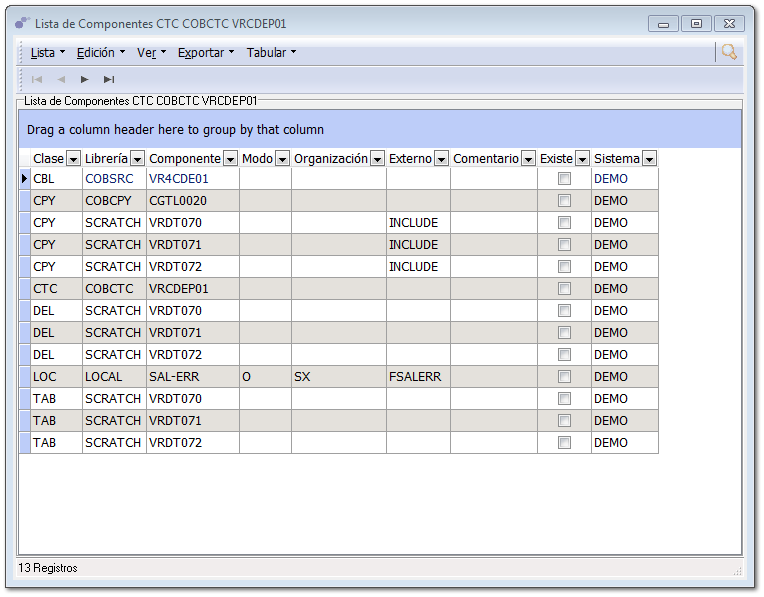 Lista de Componentes CTC COBCTC VRCDEP01
Lista Edición Ver Exportar Tabular
Lista de Componentes CTC COBCTC VRCDEP01
Drag a column header here to group by that column
Clase Librería Componente Modo Organización Externo Comentario Existe Sistema
CBL COBSRC VR4CDE01 DEMO
CPY COBCPY CGTL0020 DEMO
CPY SCRATCH VRDT070 INCLUDE DEMO
CPY SCRATCH VRDT071 INCLUDE DEMO
CPY SCRATCH VRDT072 INCLUDE DEMO
CTC COBCTC VRCDEP01 DEMO
DEL SCRATCH VRDT070 DEMO
DEL SCRATCH VRDT071 DEMO
DEL SCRATCH VRDT072 DEMO
LOC LOCAL SAL-ERR O SX FSALERR DEMO
TAB SCRATCH VRDT070 DEMO
TAB SCRATCH VRDT071 DEMO
TAB SCRATCH VRDT072 DEMO
13 Registros